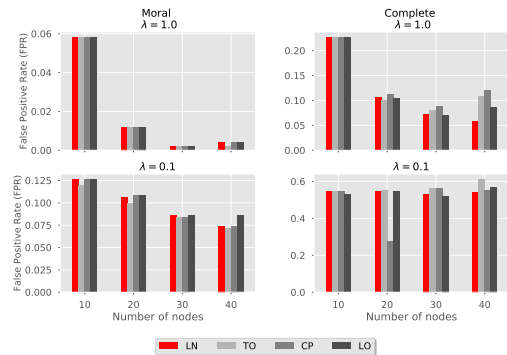 Moral
λ = 1.0
Complete
λ = 1.0
False Positive Rate (FPR)
0.06
0.04
0.02
0.00
0.20
0.15
0.10
0.05
0.00
λ = 0.1
λ = 0.1
False Positive Rate (FPR)
0.125
0.100
0.075
0.050
0.025
0.000
0.6
0.4
0.2
0.0
10 20 30 40
10 20 30 40
Number of nodes
Number of nodes
LN TO CP LO